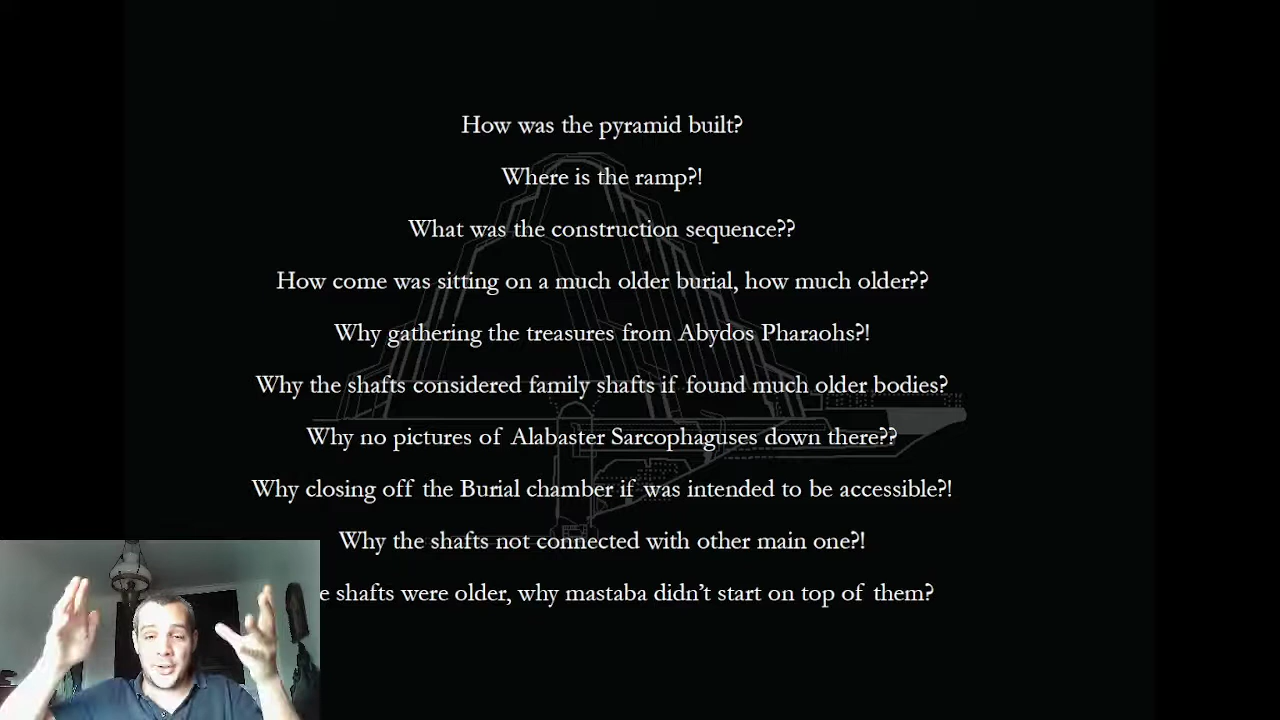 How was the pyramid built?
Where is the ramp?!
What was the construction sequence??
How come was sitting on a much older burial, how much older??
Why gathering the treasures from Abydos Pharaohs?!
Why the shafts considered family shafts if found much older bodies?
Why no pictures of Alabaster Sarcophaguses down there??
Why closing off the Burial chamber if was intended to be accessible?!
Why the shafts not connected with other main one?!
shafts were older, why mastaba didn't start on top of them?